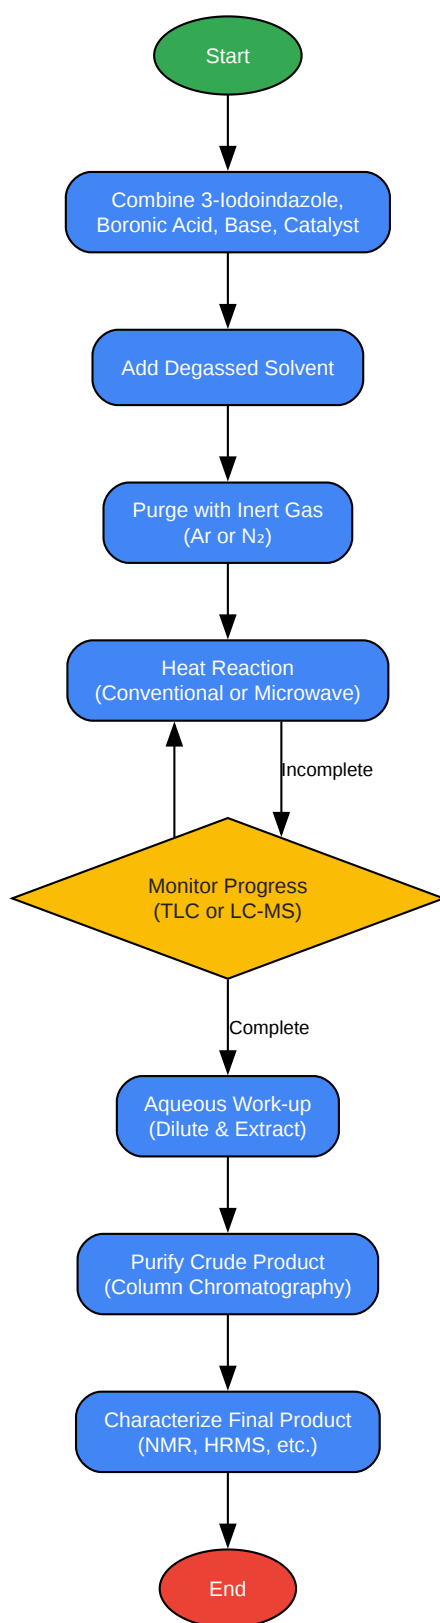 Start
Combine 3-Iodoindazole,
Boronic Acid, Base, Catalyst
Add Degassed Solvent
Purge with Inert Gas
(Ar or N₂)
Heat Reaction
(Conventional or Microwave)
Incomplete
Monitor Progress
(TLC or LC-MS)
Complete
Aqueous Work-up
(Dilute & Extract)
Purify Crude Product
(Column Chromatography)
Characterize Final Product
(NMR, HRMS, etc.)
End